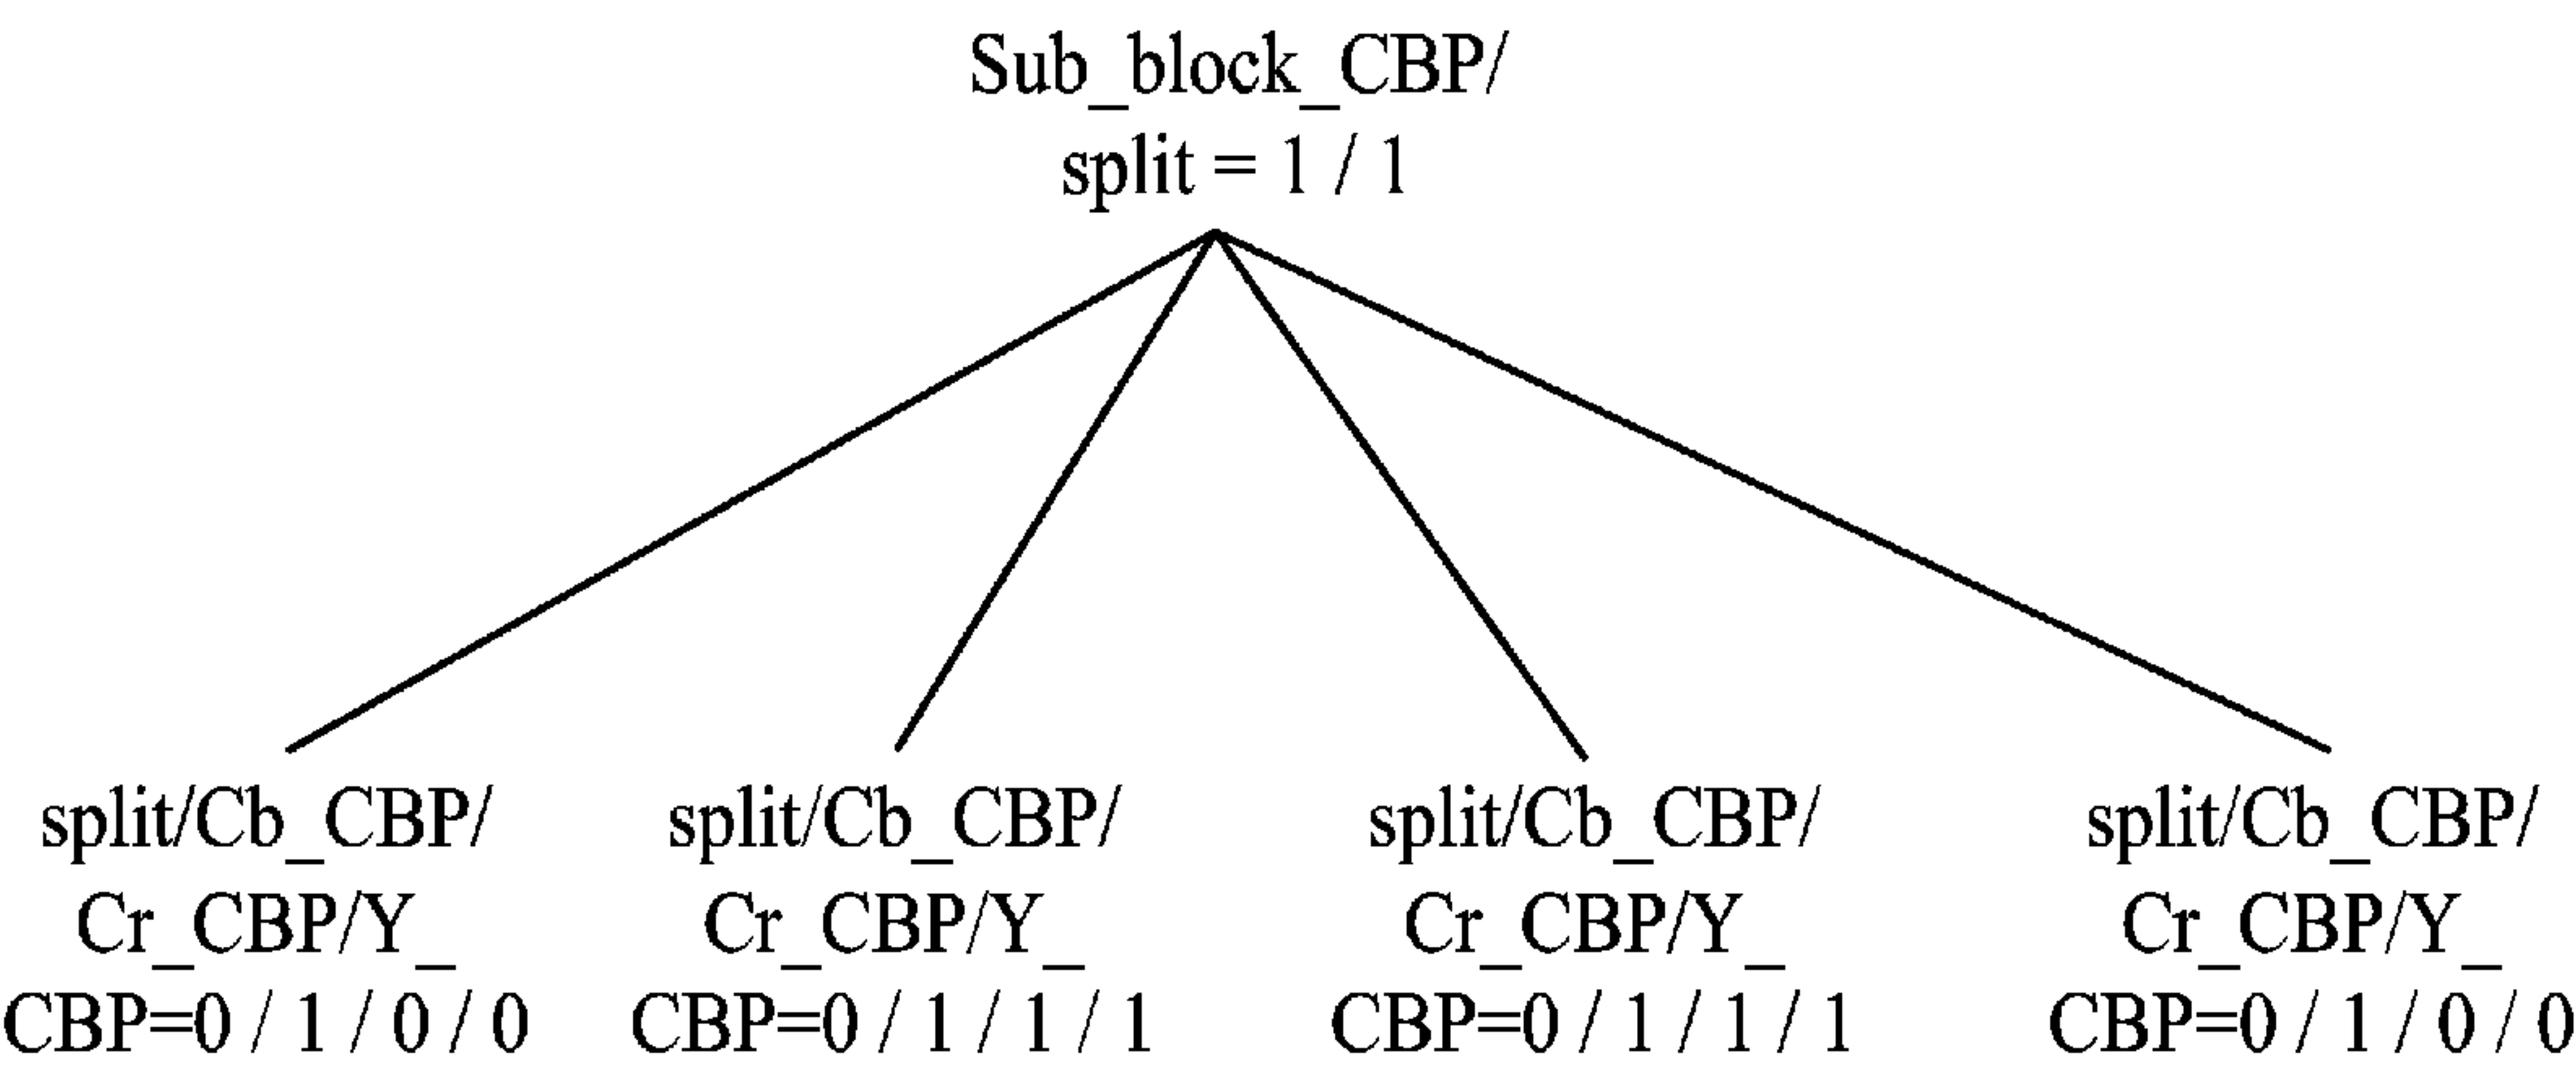 Sub_block_CBP/
split = 1 / 1
split/Cb_CBP/
Cr_CBP/Y_
CBP=0 / 1 / 0 / 0
split/Cb_CBP/
Cr_CBP/Y_
CBP=0 / 1 / 1 / 1
split/Cb_CBP/
Cr_CBP/Y_
CBP=0 / 1 / 1 / 1
split/Cb_CBP/
Cr_CBP/Y_
CBP=0 / 1 / 0 / 0